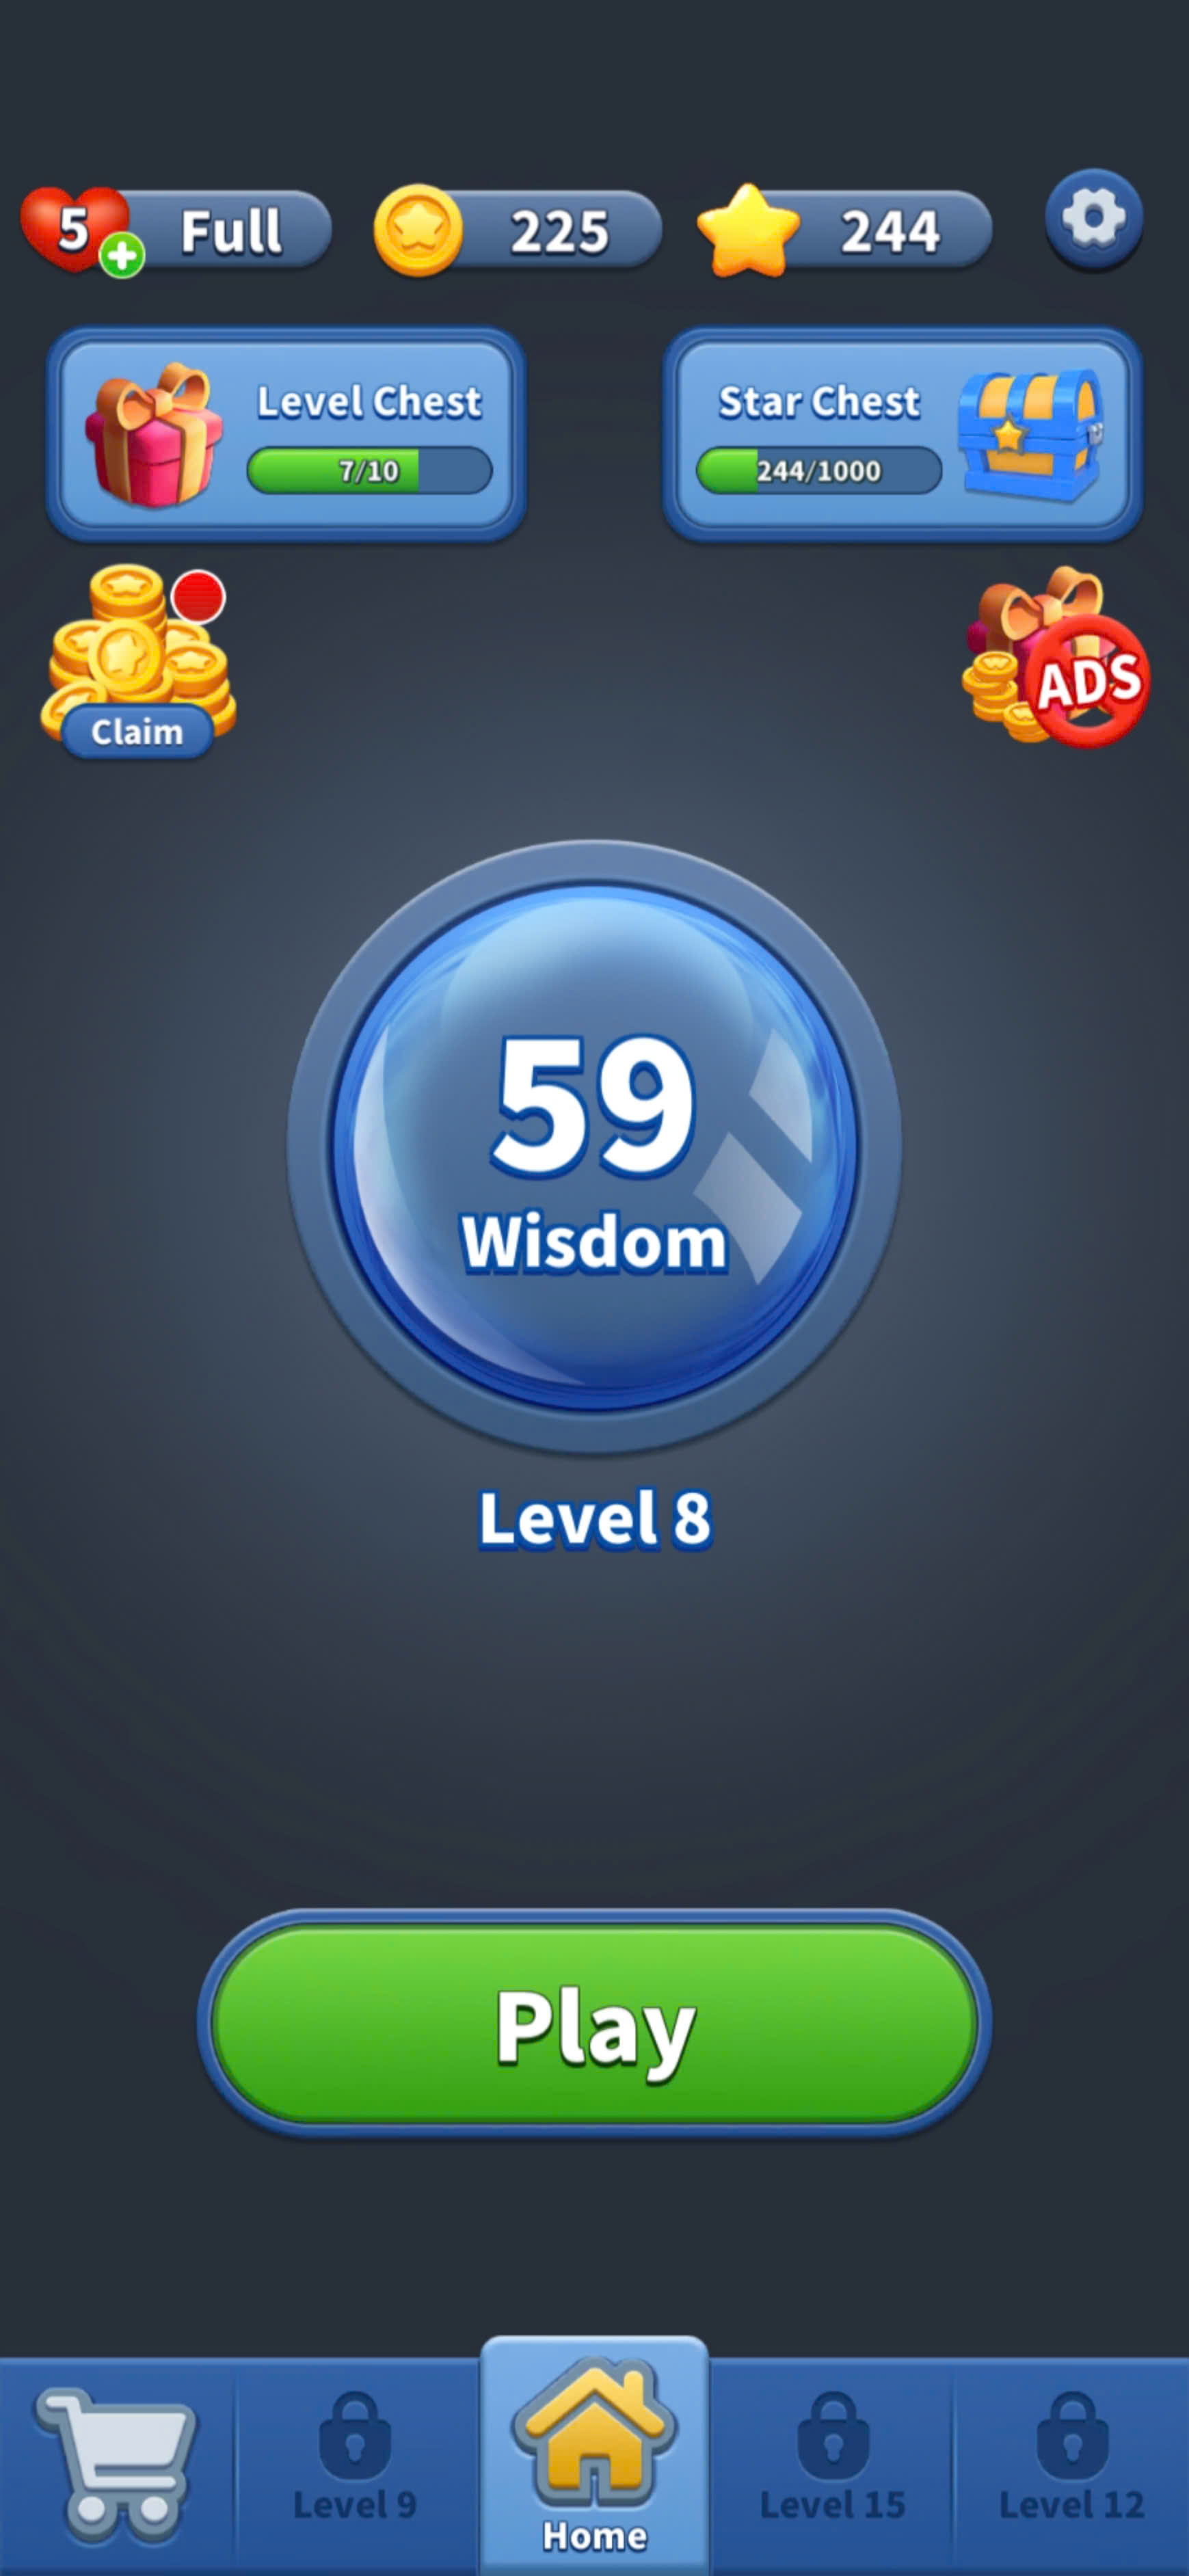 5 Full 225 244
Level Chest
7/10
Star Chest
244/1000
Claim
ADS
59
Wisdom
Level 8
Play
Level 9
Home
Level 15
Level 12